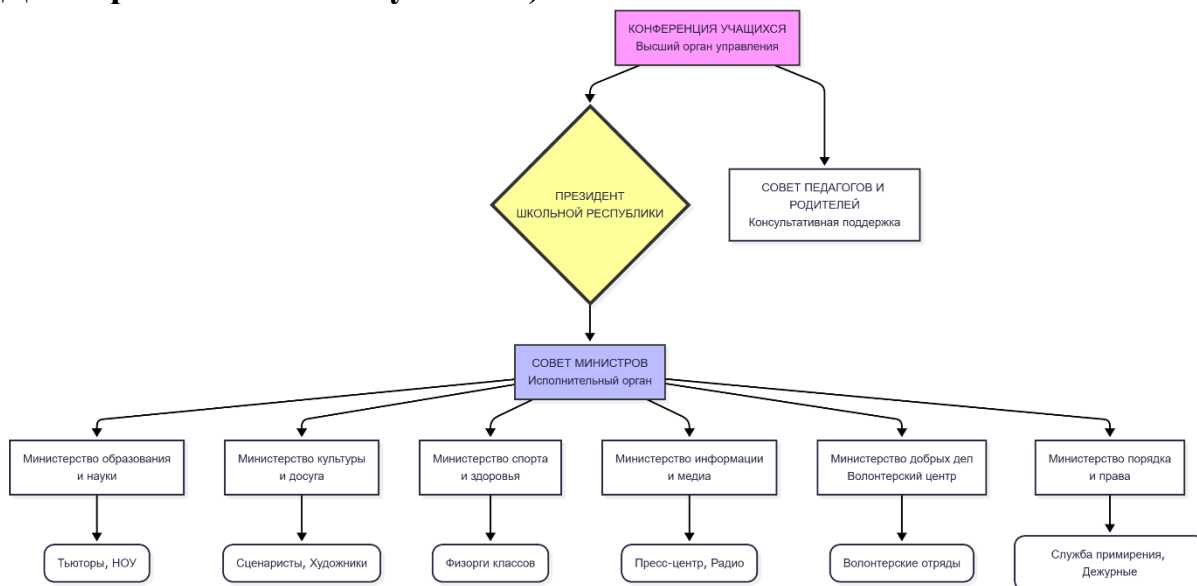 КОНФЕРЕНЦИЯ УЧАЩИХСЯ
Высший орган управления
ПРЕЗИДЕНТ
ШКОЛЬНОЙ РЕСПУБЛИКИ
СОВЕТ ПЕДАГОГОВ И
РОДИТЕЛЕЙ
Консультативная поддержка
СОВЕТ МИНИСТРОВ
Исполнительный орган
Министерство образования
и науки
Министерство культуры
и досуга
Министерство спорта
и здоровья
Министерство информации
и медиа
Министерство добрых дел
Волонтерский центр
Министерство порядка
и права
Тьюторы, НОУ
Сценаристы, Художники
Физорги классов
Пресс-центр, Радио
Волонтерские отряды
Служба примирения,
Дежурные